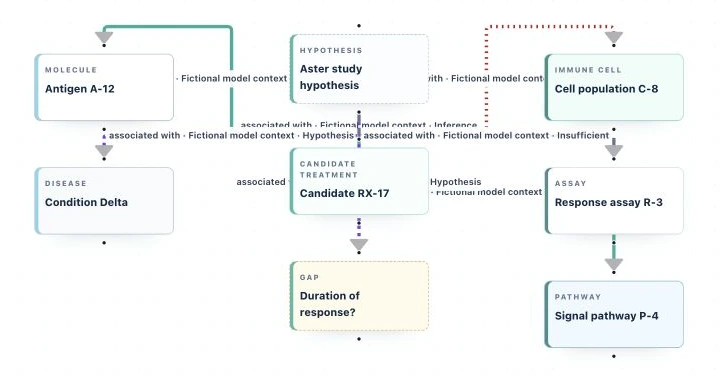 HYPOTHESIS
Aster study
hypothesis
MOLECULE
Antigen A-12
· Fictional model context
with · Fictional model cont
IMMUNE CELL
Cell population C-8
associated with · Fictional model context · Inference
associated with · Fictional model context · Hypothesis
associated with · Fictional model context · Insufficient
CANDIDATE
TREATMENT
Candidate RX-17
associated
Hypothesis
· Fictional model context
DISEASE
Condition Delta
ASSAY
Response assay R-3
GAP
Duration of
response?
PATHWAY
Signal pathway P-4